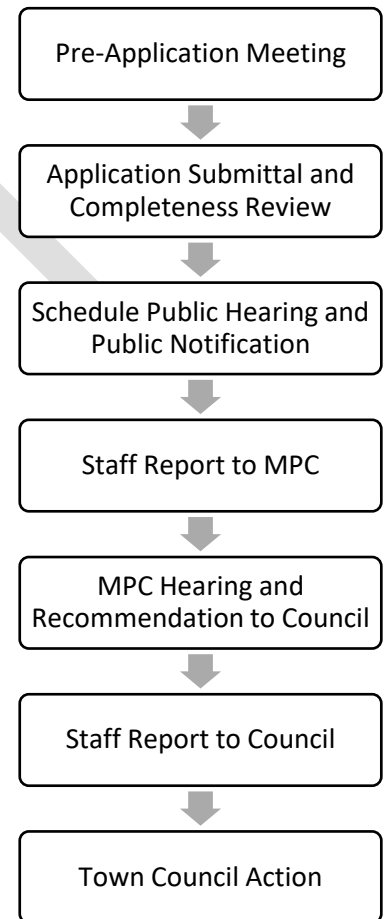 Pre-Application Meeting
Application Submittal and
Completeness Review
Schedule Public Hearing and
Public Notification
Staff Report to MPC
MPC Hearing and
Recommendation to Council
Staff Report to Council
Town Council Action